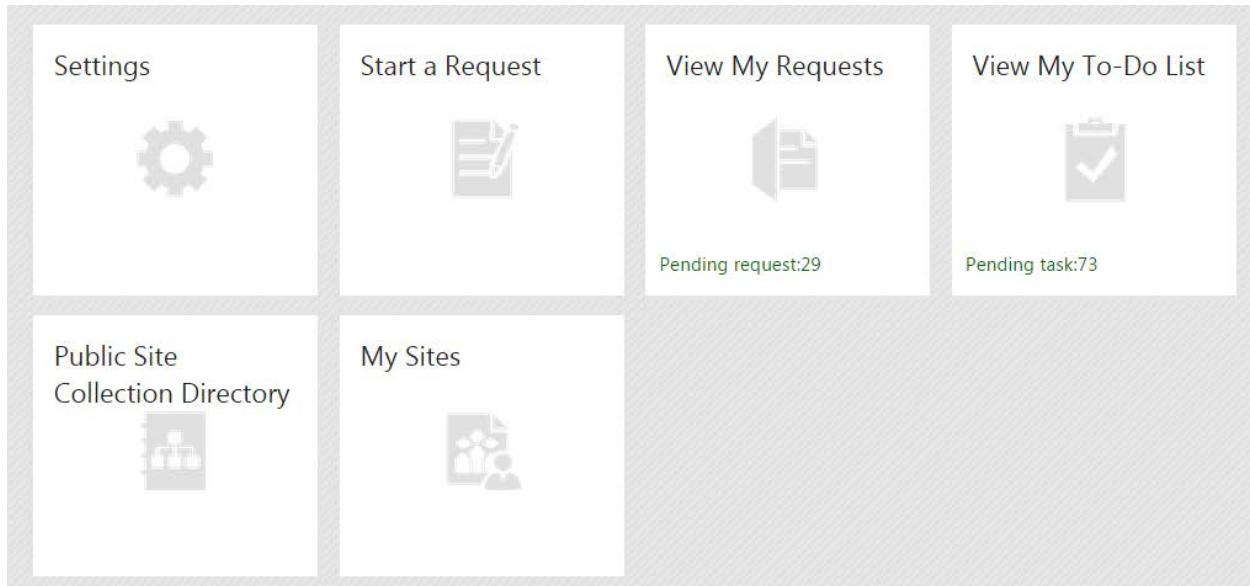 Settings
Start a Request
View My Requests
Pending request:29
View My To-Do List
Pending task:73
Public Site
Collection Directory
My Sites